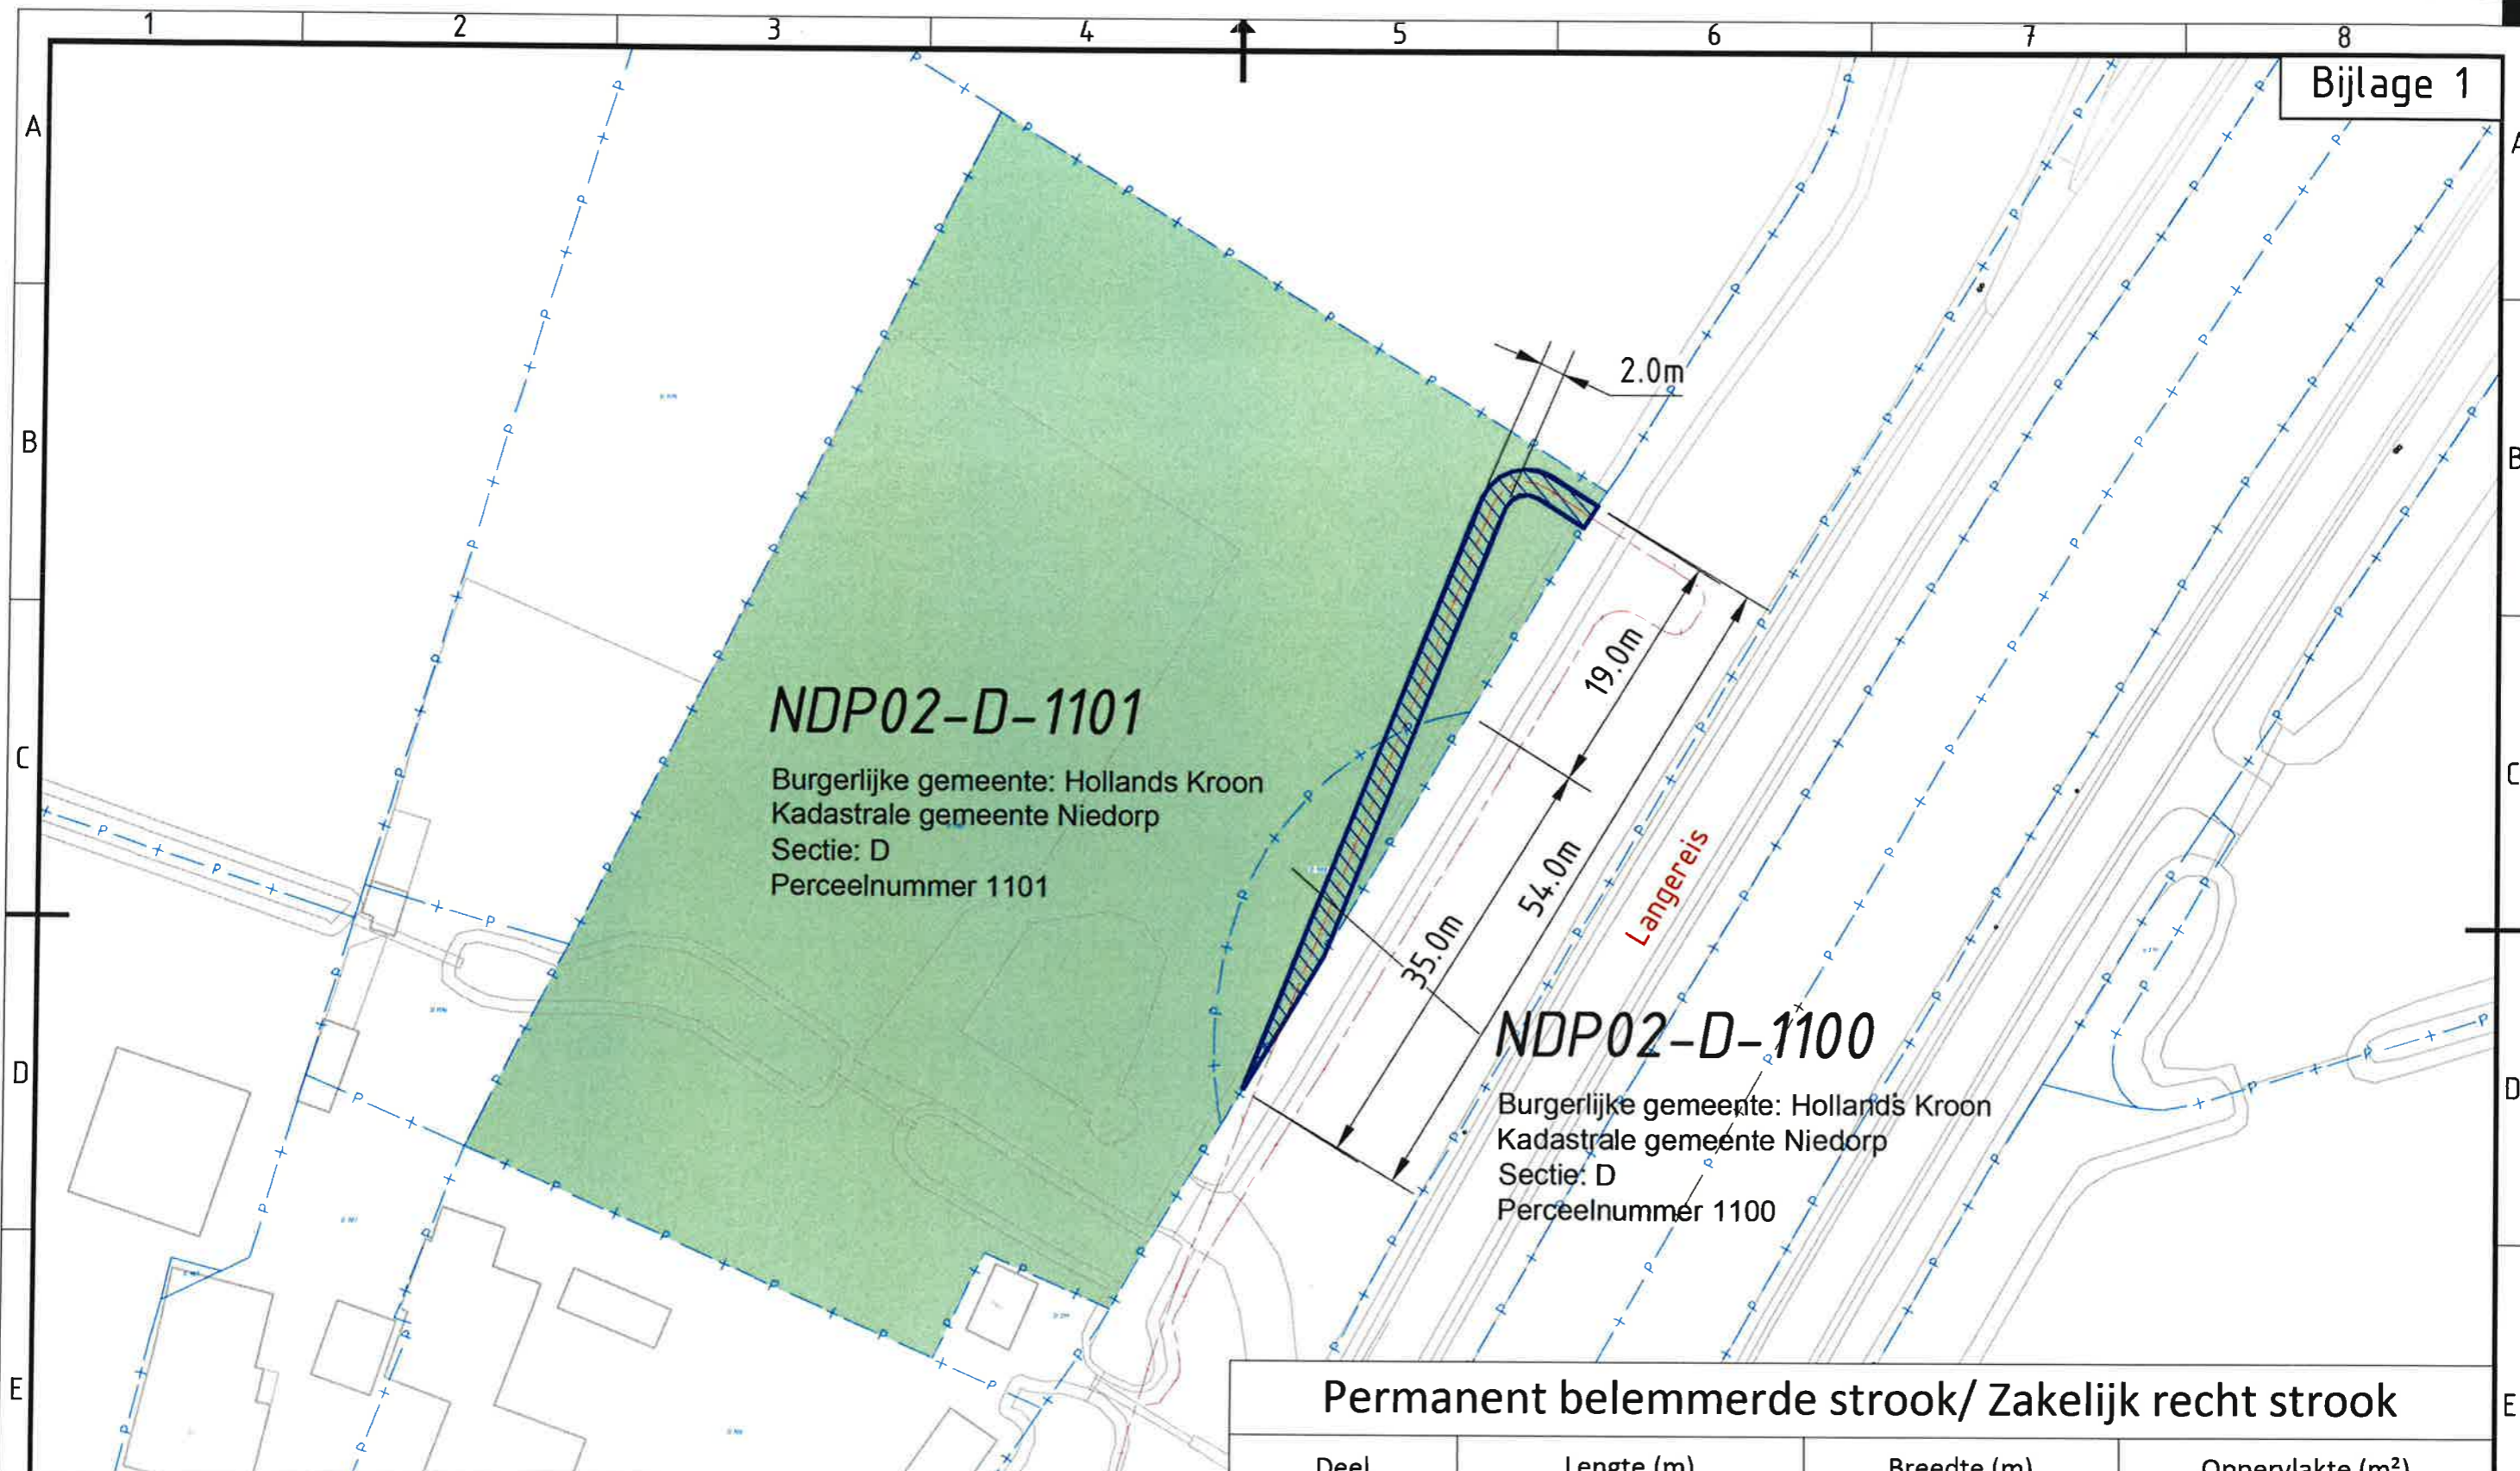 1 2 3 4 5 6 7 8
Bijlage 1
A
B
C
D
E
2.0m
19.0m
54.0m
35.0m
Langereis
NDP02-D-1101
Burgerlijke gemeente: Hollands Kroon
Kadastrale gemeente Niedorp
Sectie: D
Perceelnummer 1101
NDP02-D-1100
Burgerlijke gemeente: Hollands Kroon
Kadastrale gemeente Niedorp
Sectie: D
Perceelnummer 1100
Permanent belemmerde strook/ Zakelijk recht strook
Deel Lengte (m) Breedte (m) Oppervlakte (m²)
A
B
C
D
E